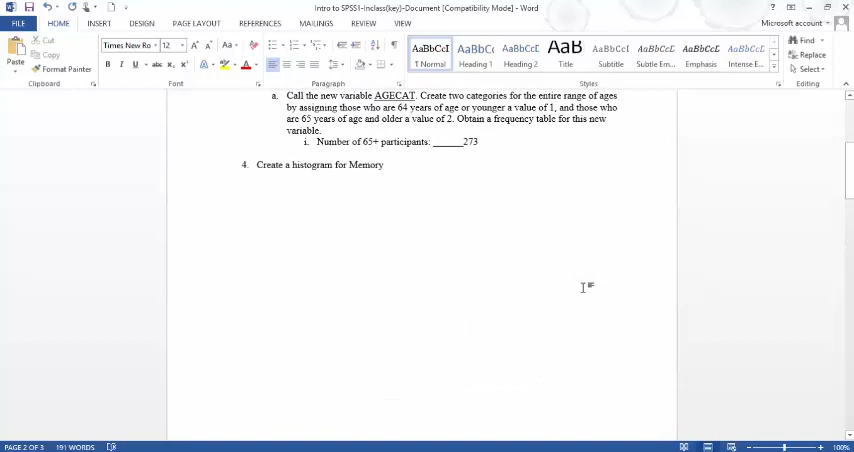 Intro to SPSS1-Inclass(key)-Document [Compatibility Mode] - Word
FILE HOME INSERT DESIGN PAGE LAYOUT REFERENCES MAILINGS REVIEW VIEW Microsoft account
Paste
Cut
Copy
Format Painter
Times New Ro 12
AaBbCcI AaBbCc AaBbCcD AaB AaBbCcD AaBbCcD AaBbCcD AaBbCcD
¶ Normal Heading 1 Heading 2 Title Subtitle Subtle Em... Emphasis Intense E...
Find
Replace
Select
Clipboard Font Paragraph Styles Editing
a. Call the new variable AGECAT. Create two categories for the entire range of ages
by assigning those who are 64 years of age or younger a value of 1, and those who
are 65 years of age and older a value of 2. Obtain a frequency table for this new
variable.
i. Number of 65+ participants: ______273
4. Create a histogram for Memory
PAGE 2 OF 3 191 WORDS 100%